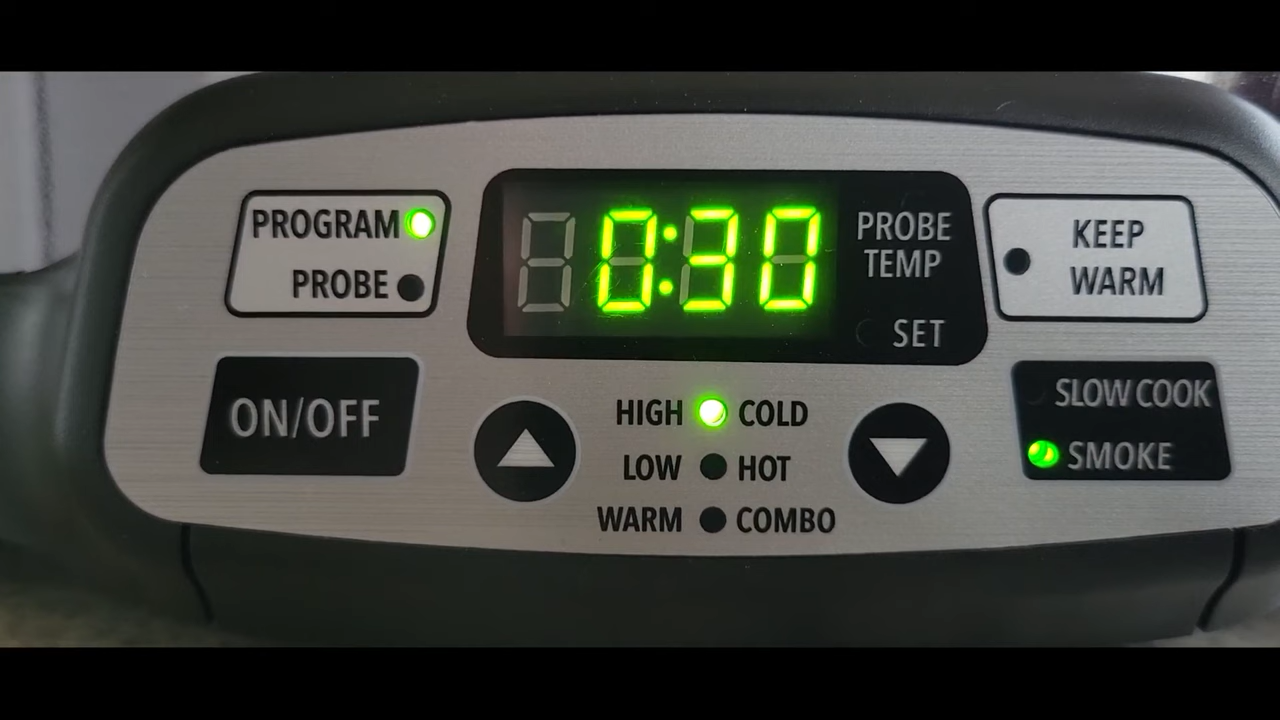 PROGRAM
PROBE
0:30
PROBE
TEMP
SET
KEEP
WARM
ON/OFF
HIGH COLD
LOW HOT
WARM COMBO
SLOW COOK
SMOKE